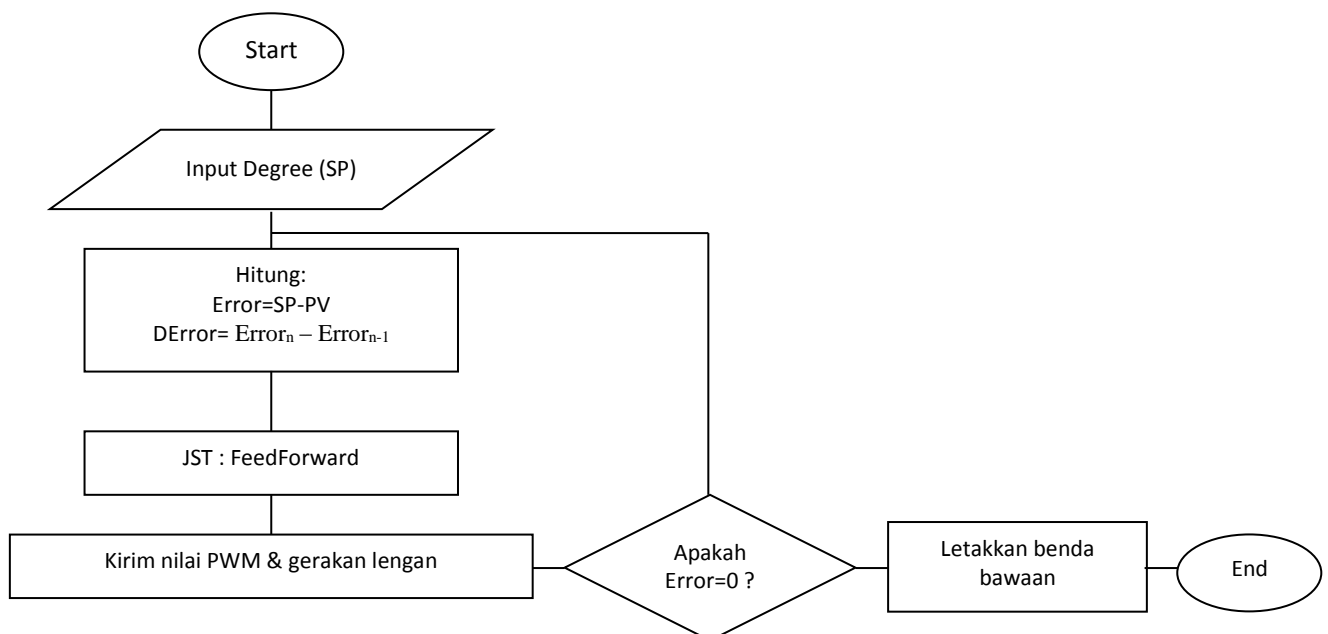 Start
Input Degree (SP)
Hitung:
Error=SP-PV
DError= Errorₙ – Errorₙ₋₁
JST : FeedForward
Kirim nilai PWM & gerakan lengan
Apakah
Error=0 ?
Letakkan benda
bawaan
End